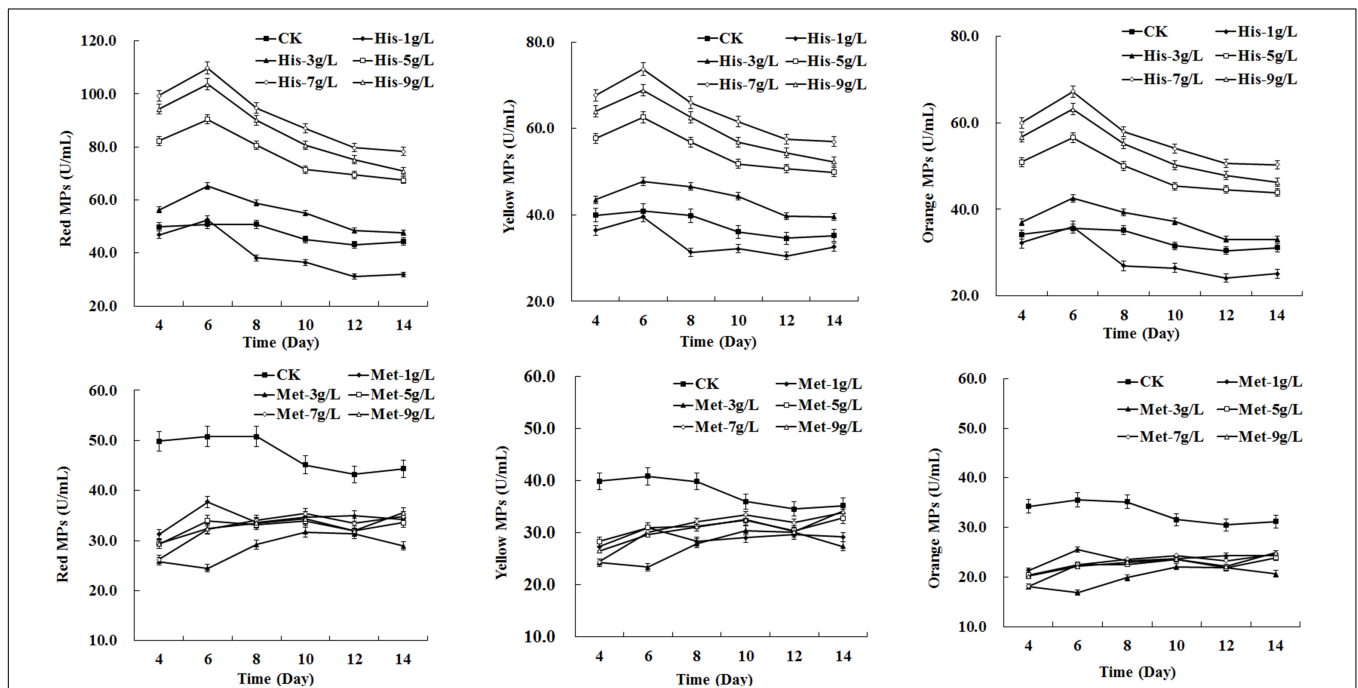 CK His-1g/L
His-3g/L His-5g/L
His-7g/L His-9g/L
Red MPs (U/mL)
120.0
100.0
80.0
60.0
40.0
20.0
4 6 8 10 12 14
Time (Day)
CK His-1g/L
His-3g/L His-5g/L
His-7g/L His-9g/L
Yellow MPs (U/mL)
80.0
60.0
40.0
20.0
4 6 8 10 12 14
Time (Day)
CK His-1g/L
His-3g/L His-5g/L
His-7g/L His-9g/L
Orange MPs (U/mL)
80.0
60.0
40.0
20.0
4 6 8 10 12 14
Time (Day)
CK Met-1g/L
Met-3g/L Met-5g/L
Met-7g/L Met-9g/L
Red MPs (U/mL)
60.0
50.0
40.0
30.0
20.0
10.0
4 6 8 10 12 14
Time (Day)
CK Met-1g/L
Met-3g/L Met-5g/L
Met-7g/L Met-9g/L
Yellow MPs (U/mL)
60.0
50.0
40.0
30.0
20.0
10.0
4 6 8 10 12 14
Time (Day)
CK Met-1g/L
Met-3g/L Met-5g/L
Met-7g/L Met-9g/L
Orange MPs (U/mL)
60.0
50.0
40.0
30.0
20.0
10.0
4 6 8 10 12 14
Time (Day)